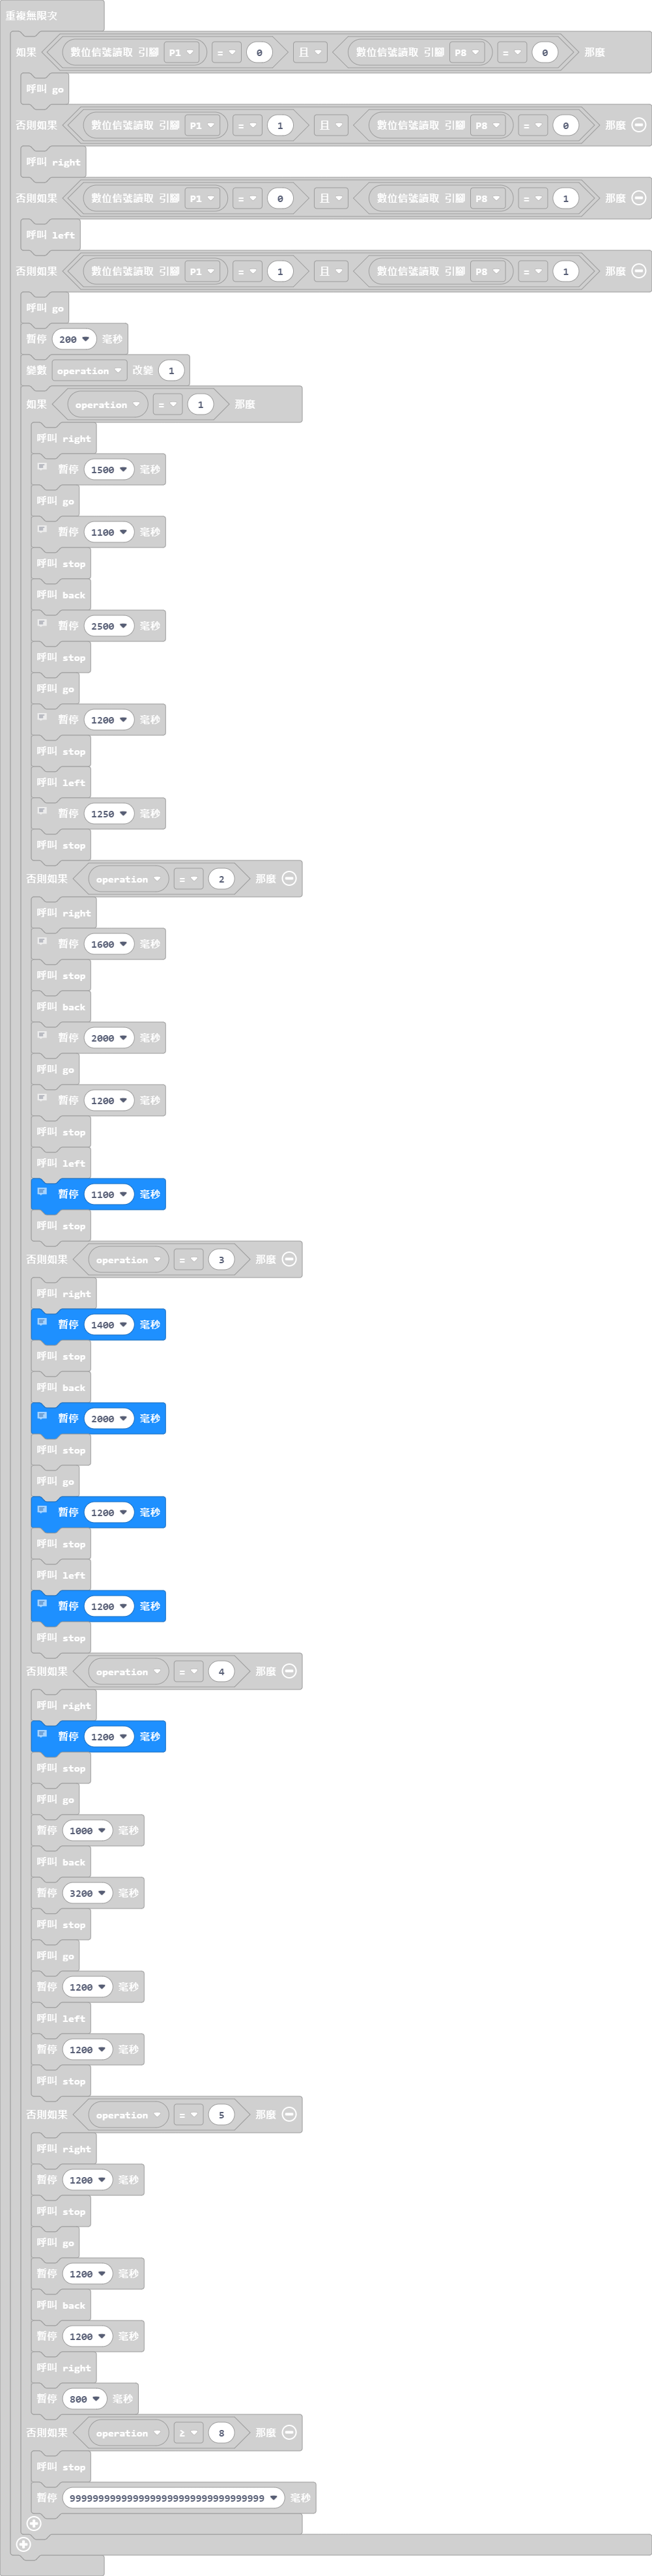 重複無限次
如果 數位信號讀取 引腳 P1 = 0 且 數位信號讀取 引腳 P8 = 0 那麼
呼叫 go
否則如果 數位信號讀取 引腳 P1 = 1 且 數位信號讀取 引腳 P8 = 0 那麼
呼叫 right
否則如果 數位信號讀取 引腳 P1 = 0 且 數位信號讀取 引腳 P8 = 1 那麼
呼叫 left
否則如果 數位信號讀取 引腳 P1 = 1 且 數位信號讀取 引腳 P8 = 1 那麼
呼叫 go
暫停 200 毫秒
變數 operation 改變 1
如果 operation = 1 那麼
呼叫 right
暫停 1500 毫秒
呼叫 go
暫停 1100 毫秒
呼叫 stop
呼叫 back
暫停 2500 毫秒
呼叫 stop
呼叫 go
暫停 1200 毫秒
呼叫 stop
呼叫 left
暫停 1250 毫秒
呼叫 stop
否則如果 operation = 2 那麼
呼叫 right
暫停 1600 毫秒
呼叫 stop
呼叫 back
暫停 2000 毫秒
呼叫 go
暫停 1200 毫秒
呼叫 stop
呼叫 left
暫停 1100 毫秒
呼叫 stop
否則如果 operation = 3 那麼
呼叫 right
暫停 1400 毫秒
呼叫 stop
呼叫 back
暫停 2000 毫秒
呼叫 stop
呼叫 go
暫停 1200 毫秒
呼叫 stop
呼叫 left
暫停 1200 毫秒
呼叫 stop
否則如果 operation = 4 那麼
呼叫 right
暫停 1200 毫秒
呼叫 stop
呼叫 go
暫停 1000 毫秒
呼叫 back
暫停 3200 毫秒
呼叫 stop
呼叫 go
暫停 1200 毫秒
呼叫 left
暫停 1200 毫秒
呼叫 stop
否則如果 operation = 5 那麼
呼叫 right
暫停 1200 毫秒
呼叫 stop
呼叫 go
暫停 1200 毫秒
呼叫 back
暫停 1200 毫秒
呼叫 right
暫停 800 毫秒
否則如果 operation ≥ 8 那麼
呼叫 stop
暫停 9999999999999999999999999999999999 毫秒